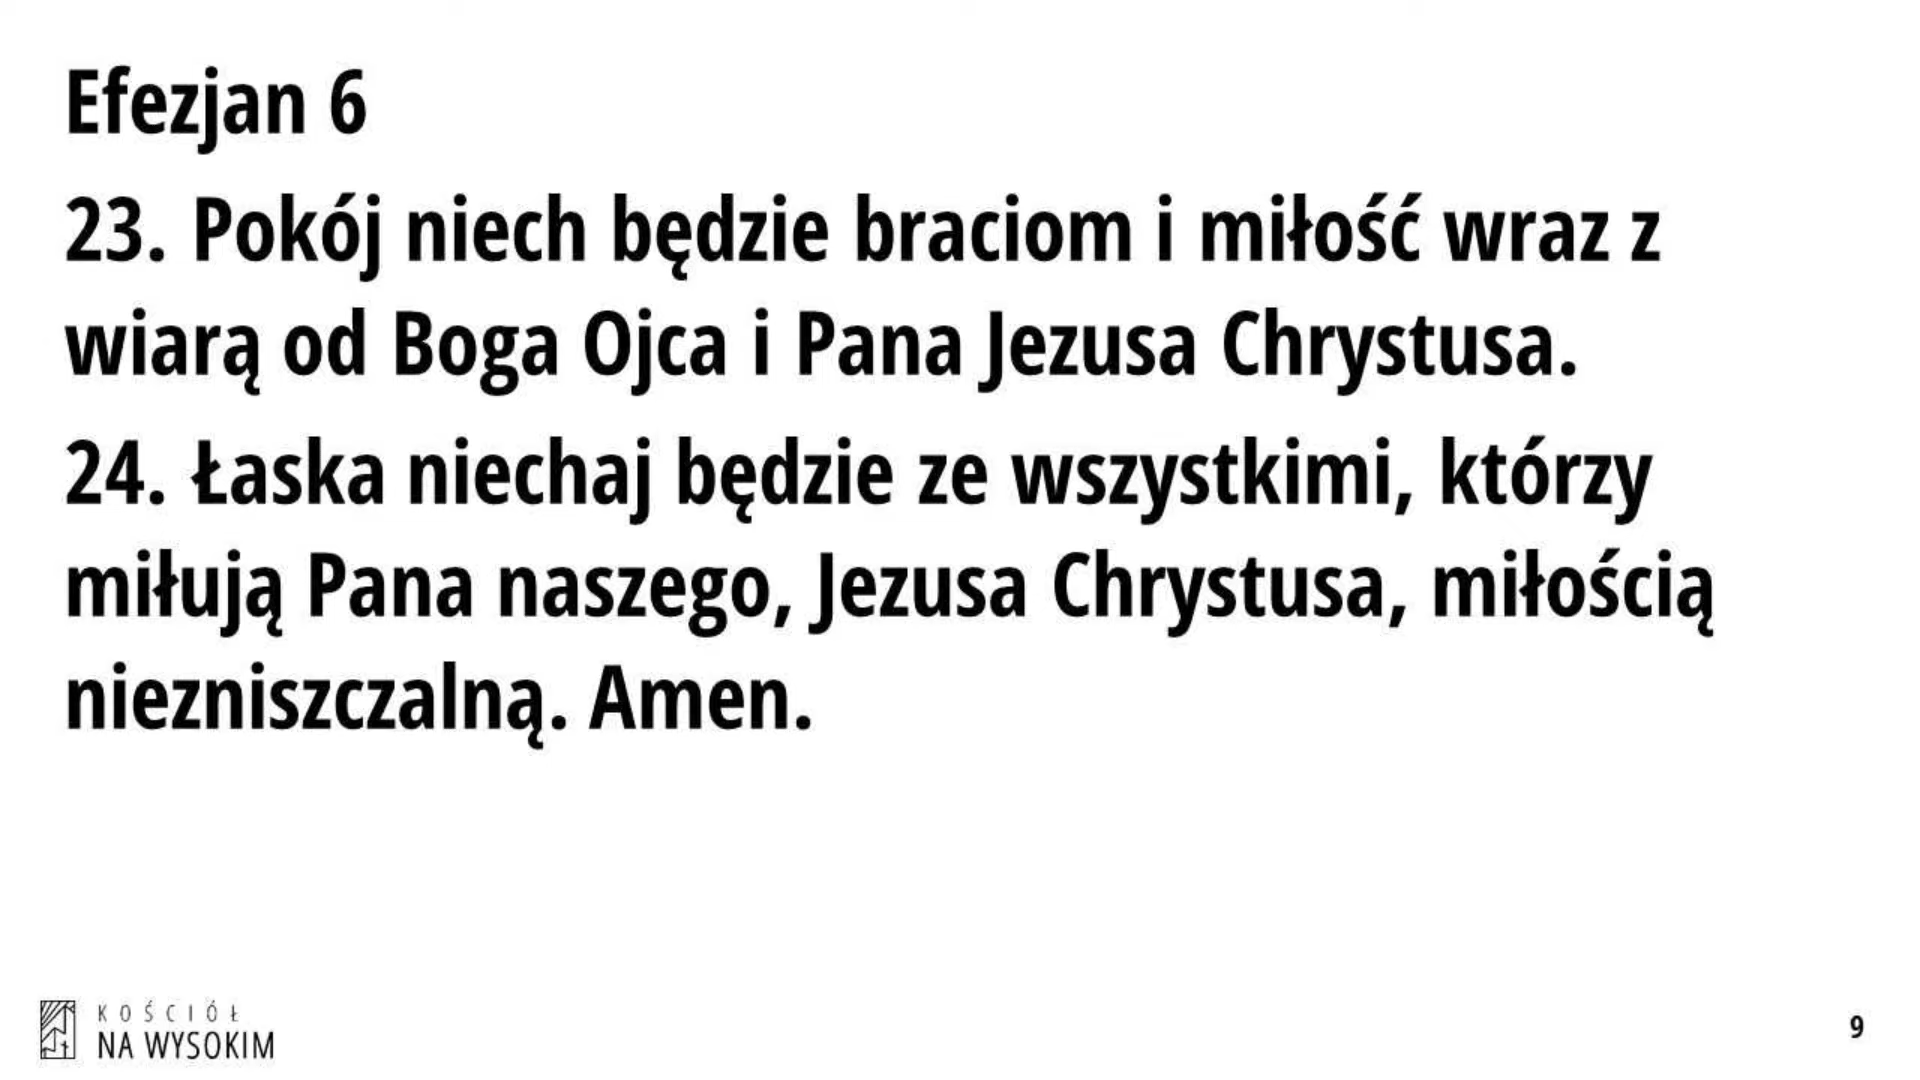 Efezjan 6
23. Pokój niech będzie braciom i miłość wraz z
wiarą od Boga Ojca i Pana Jezusa Chrystusa.
24. Łaska niechaj będzie ze wszystkimi, którzy
miłują Pana naszego, Jezusa Chrystusa, miłością
niezniszczalną. Amen.
KOŚCIÓŁ
NA WYSOKIM
9